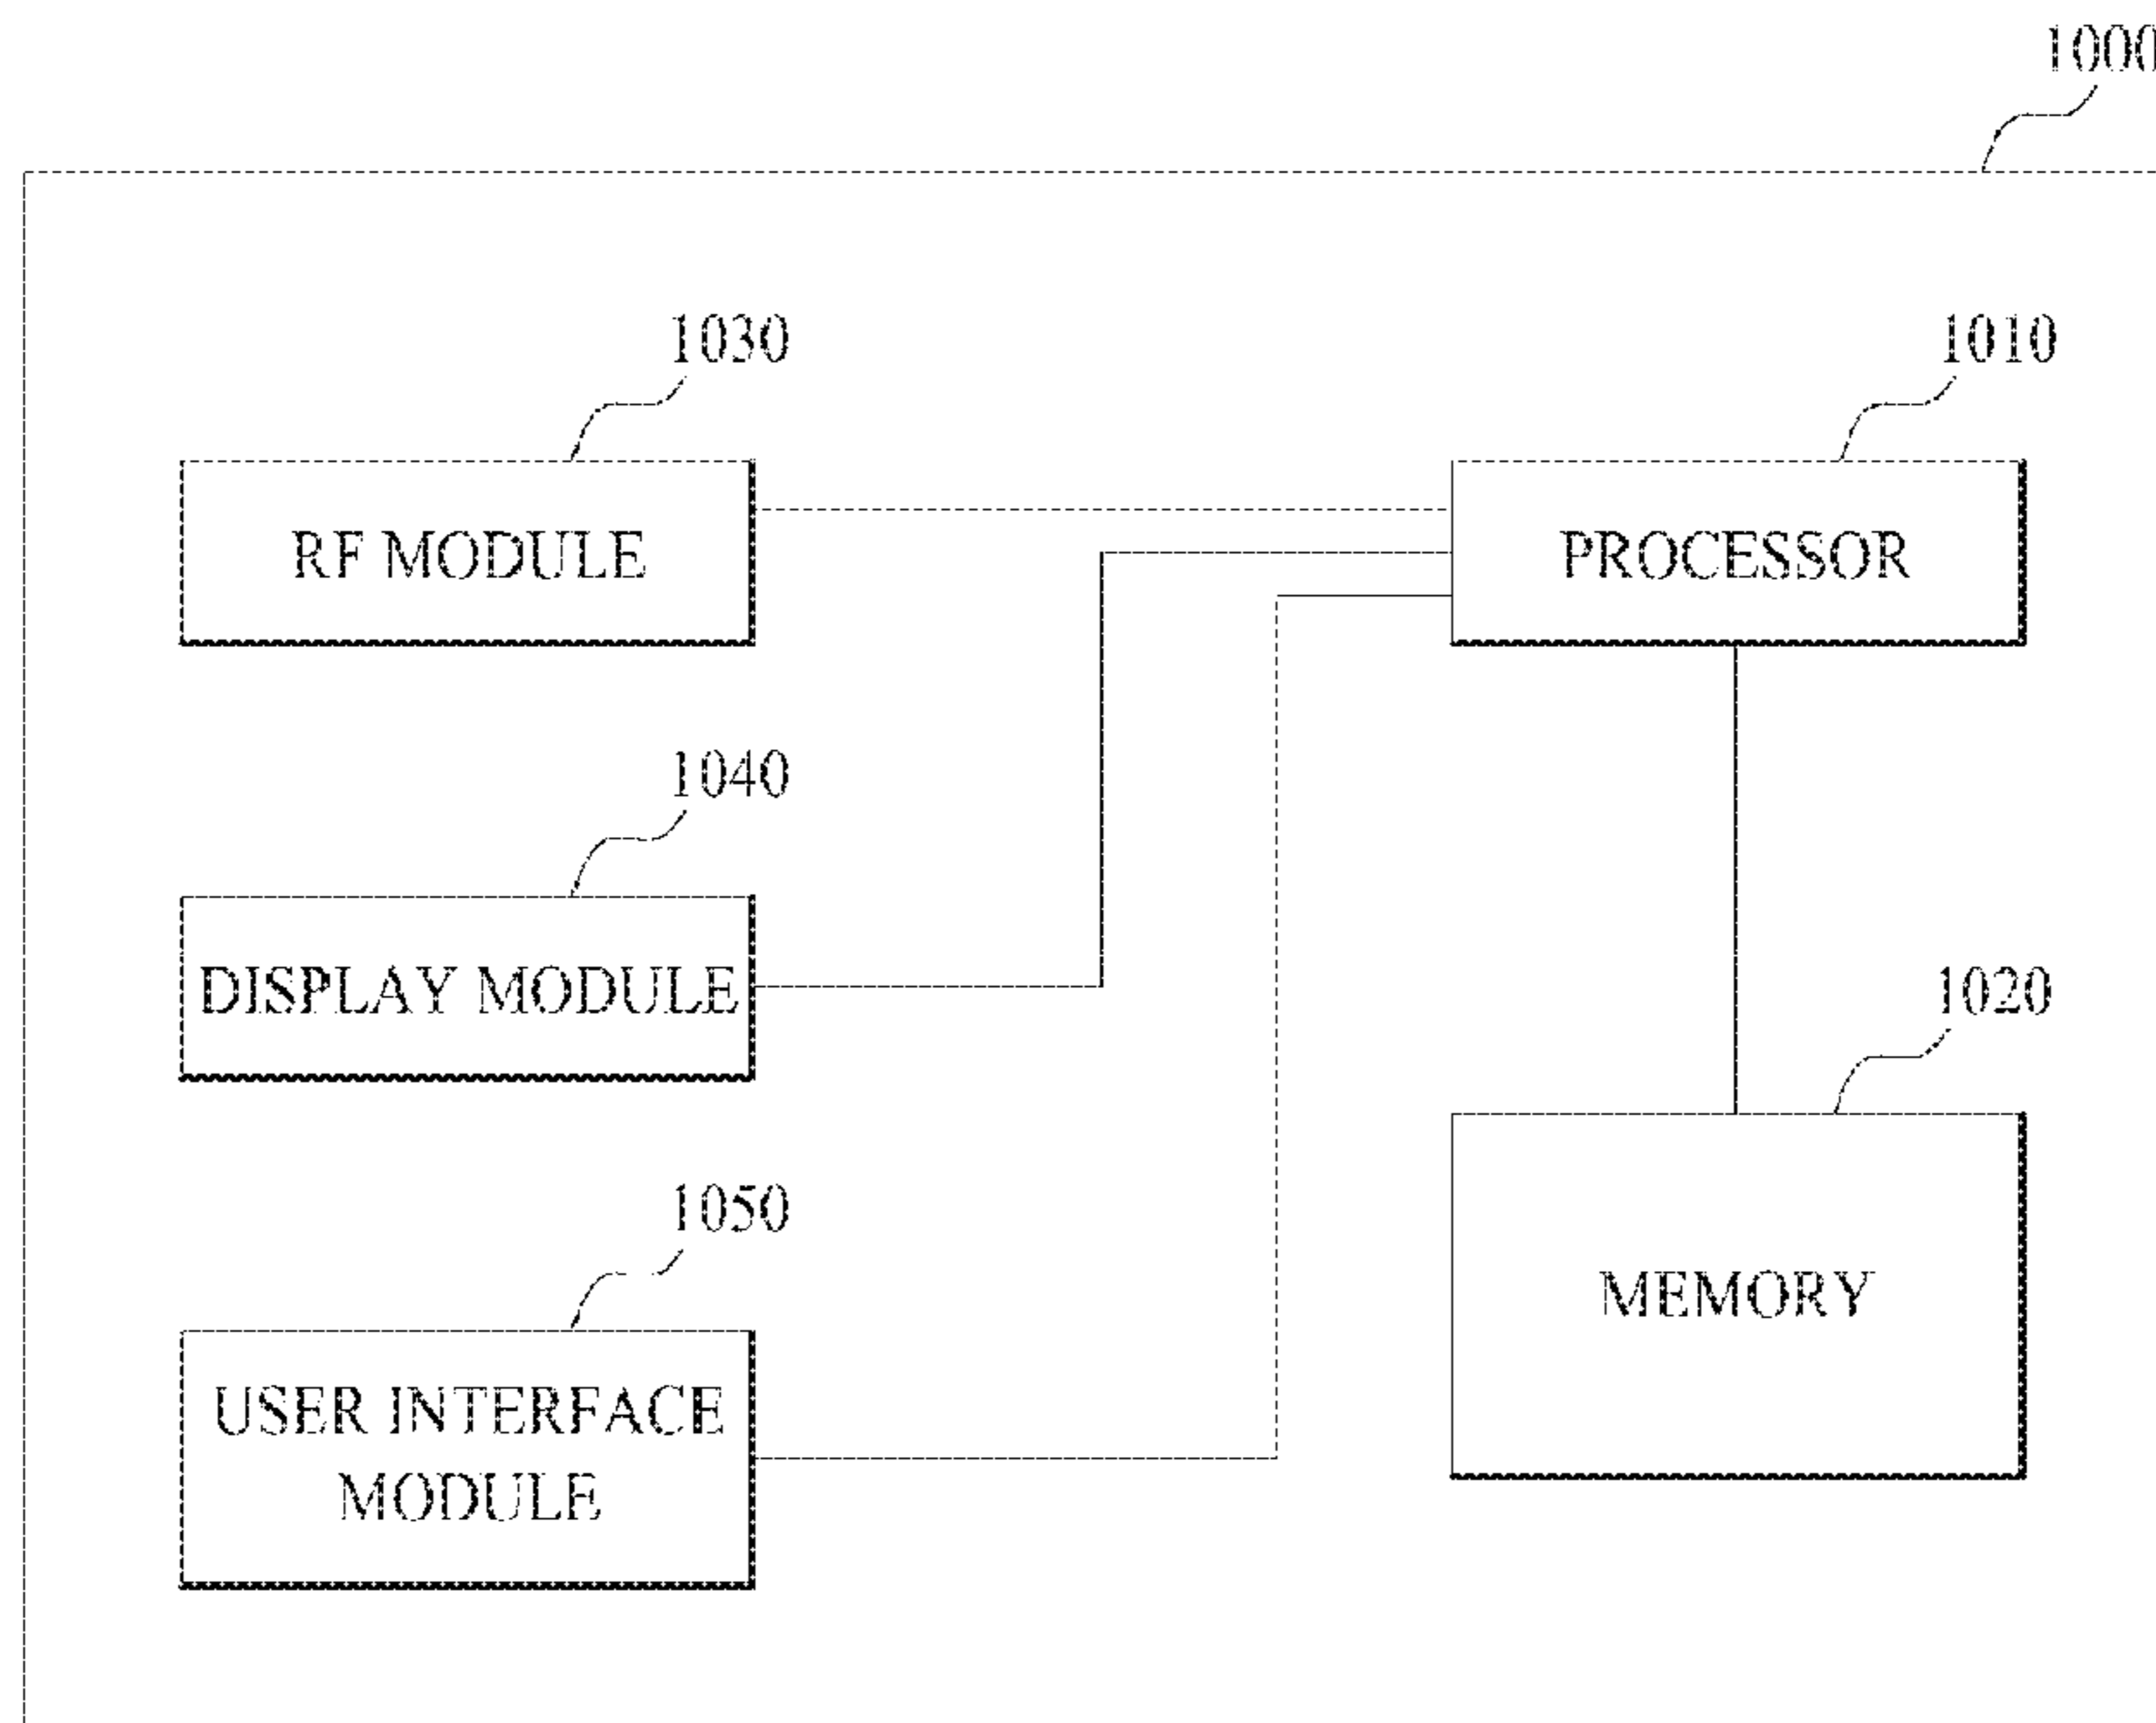 1000
1030
1010
RF MODULE
PROCESSOR
1040
DISPLAY MODULE
1020
1050
MEMORY
USER INTERFACE
MODULE